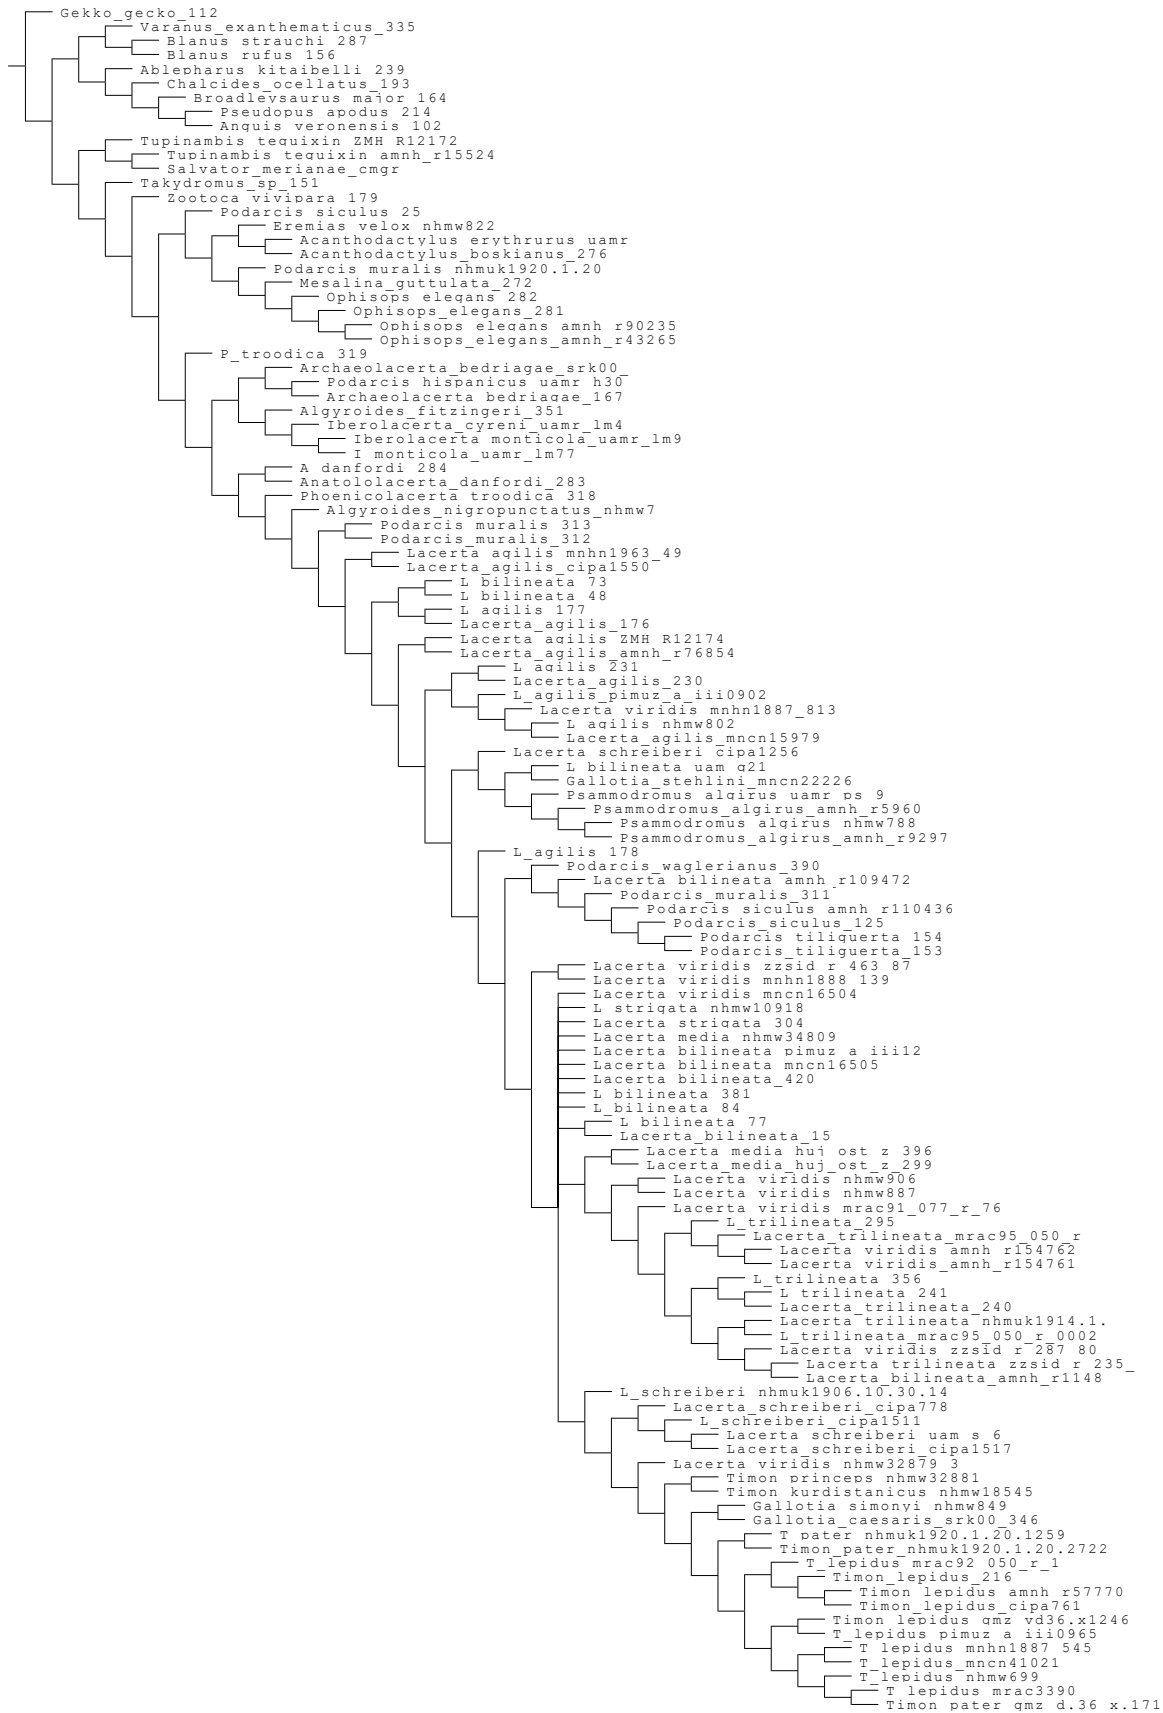 Gekko_gecko_112
Varanus_exanthematicus_335
Blanus_strauchi_287
Blanus_rufus_156
Ablepharus_kitaibelli_239
Chalcides_ocellatus_193
Broadleysaurus_major_164
Pseudopus_apodus_214
Anguis_veronensis_102
Tupinambis_teguixin_ZMH_R12172
Tupinambis_teguixin_amnh_r15524
Salvator_merianae_cmgr
Takydromus_sp_151
Zootoca_vivipara_179
Podarcis_siculus_25
Eremias_velox_nhmw822
Acanthodactylus_erythrurus_uamr
Acanthodactylus_boskianus_276
Podarcis_muralis_nhmuk1920.1.20
Mesalina_guttulata_272
Ophisops_elegans_282
Ophisops_elegans_281
Ophisops_elegans_amnh_r90235
Ophisops_elegans_amnh_r43265
P_troodica_319
Archaeolacerta_bedriagae_srk00_
Podarcis_hispanicus_uamr_h30
Archaeolacerta_bedriagae_167
Algyroides_fitzingeri_351
Iberolacerta_cyreni_uamr_lm4
Iberolacerta_monticola_uamr_lm9
I_monticola_uamr_lm77
A_danfordi_284
Anatololacerta_danfordi_283
Phoenicolacerta_troodica_318
Algyroides_nigropunctatus_nhmw7
Podarcis_muralis_313
Podarcis_muralis_312
Lacerta_agilis_mnhn1963_49
Lacerta_agilis_cipa1550
L_bilineata_73
L_bilineata_48
L_agilis_177
Lacerta_agilis_176
Lacerta_agilis_ZMH_R12174
Lacerta_agilis_amnh_r76854
L_agilis_231
Lacerta_agilis_230
L_agilis_pimuz_a_iii0902
Lacerta_viridis_mnhn1887_813
L_agilis_nhmw802
Lacerta_agilis_mncn15979
Lacerta_schreiberi_cipa1256
L_bilineata_uam_g21
Gallotia_stehlini_mncn22226
Psammodromus_algirus_uamr_ps_9
Psammodromus_algirus_amnh_r5960
Psammodromus_algirus_nhmw788
Psammodromus_algirus_amnh_r9297
L_agilis_178
Podarcis_waglerianus_390
Lacerta_bilineata_amnh_r109472
Podarcis_muralis_311
Podarcis_siculus_amnh_r110436
Podarcis_siculus_125
Podarcis_tiliguerta_154
Podarcis_tiliguerta_153
Lacerta_viridis_zzsid_r_463_87
Lacerta_viridis_mnhn1888_139
Lacerta_viridis_mncn16504
L_strigata_nhmw10918
Lacerta_strigata_304
Lacerta_media_nhmw34809
Lacerta_bilineata_pimuz_a_iii12
Lacerta_bilineata_mncn16505
Lacerta_bilineata_420
L_bilineata_381
L_bilineata_84
L_bilineata_77
Lacerta_bilineata_15
Lacerta_media_huj_ost_z_396
Lacerta_media_huj_ost_z_299
Lacerta_viridis_nhmw906
Lacerta_viridis_nhmw887
Lacerta_viridis_mrac91_077_r_76
L_trilineata_295
Lacerta_trilineata_mrac95_050_r
Lacerta_viridis_amnh_r154762
Lacerta_viridis_amnh_r154761
L_trilineata_356
L_trilineata_241
Lacerta_trilineata_240
Lacerta_trilineata_nhmuk1914.1.
L_trilineata_mrac95_050_r_0002
Lacerta_viridis_zzsid_r_287_80
Lacerta_trilineata_zzsid_r_235_
Lacerta_bilineata_amnh_r1148
L_schreiberi_nhmuk1906.10.30.14
Lacerta_schreiberi_cipa778
L_schreiberi_cipa1511
Lacerta_schreiberi_uam_s_6
Lacerta_schreiberi_cipa1517
Lacerta_viridis_nhmw32879_3
Timon_princeps_nhmw32881
Timon_kurdistanicus_nhmw18545
Gallotia_simonyi_nhmw849
Gallotia_caesaris_srk00_346
T_pater_nhmuk1920.1.20.1259
Timon_pater_nhmuk1920.1.20.2722
T_lepidus_mrac92_050_r_1
Timon_lepidus_216
Timon_lepidus_amnh_r57770
Timon_lepidus_cipa761
Timon_lepidus_gmz_vd36.x1246
T_lepidus_pimuz_a_iii0965
T_lepidus_mnhn1887_545
T_lepidus_mncn41021
T_lepidus_nhmw699
T_lepidus_mrac3390
Timon_pater_gmz_d.36_x.171